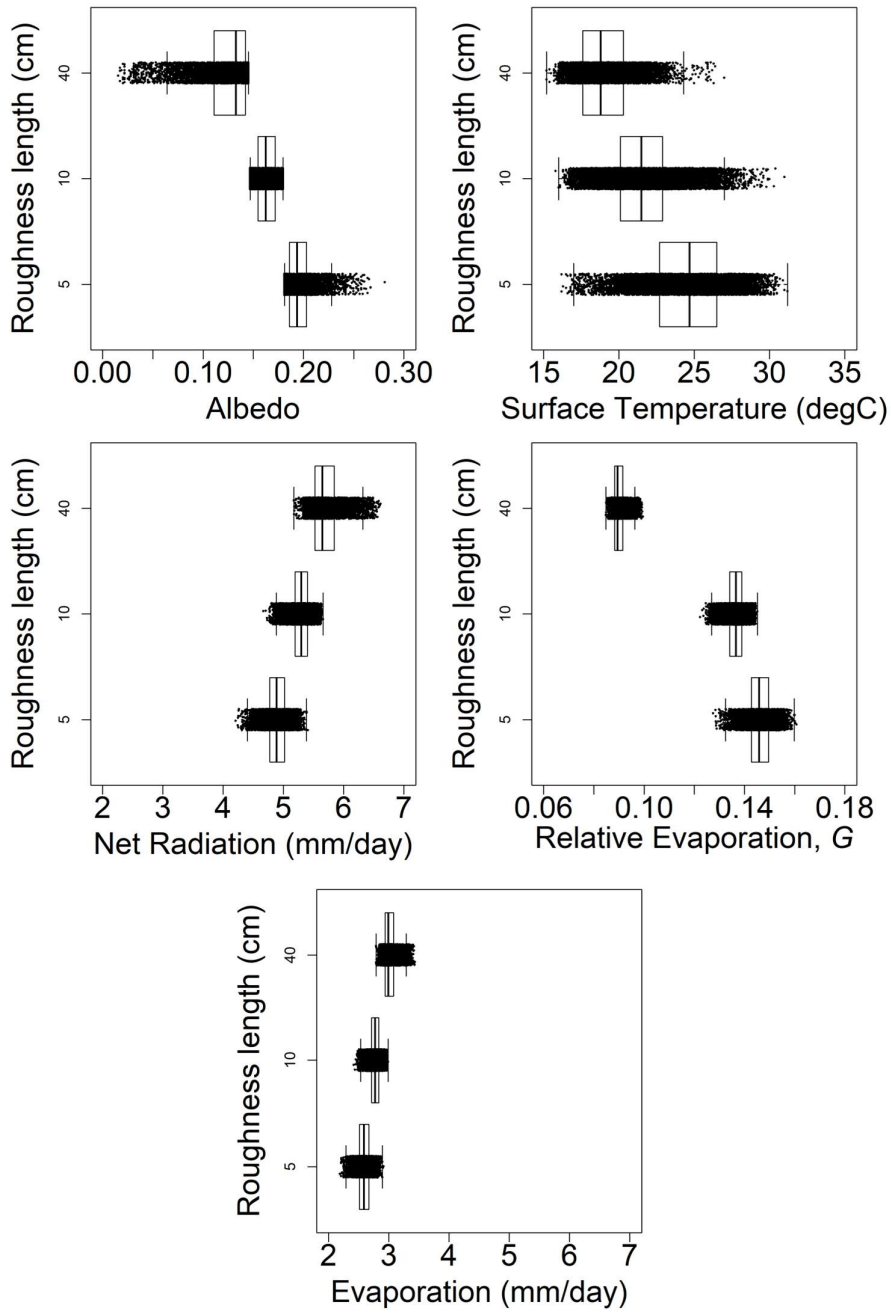 Roughness length (cm)
40
10
5
0.00 0.10 0.20 0.30
Albedo
Roughness length (cm)
40
10
5
15 20 25 30 35
Surface Temperature (degC)
Roughness length (cm)
40
10
5
2 3 4 5 6 7
Net Radiation (mm/day)
Roughness length (cm)
40
10
5
0.06 0.10 0.14 0.18
Relative Evaporation, G
Roughness length (cm)
40
10
5
2 3 4 5 6 7
Evaporation (mm/day)